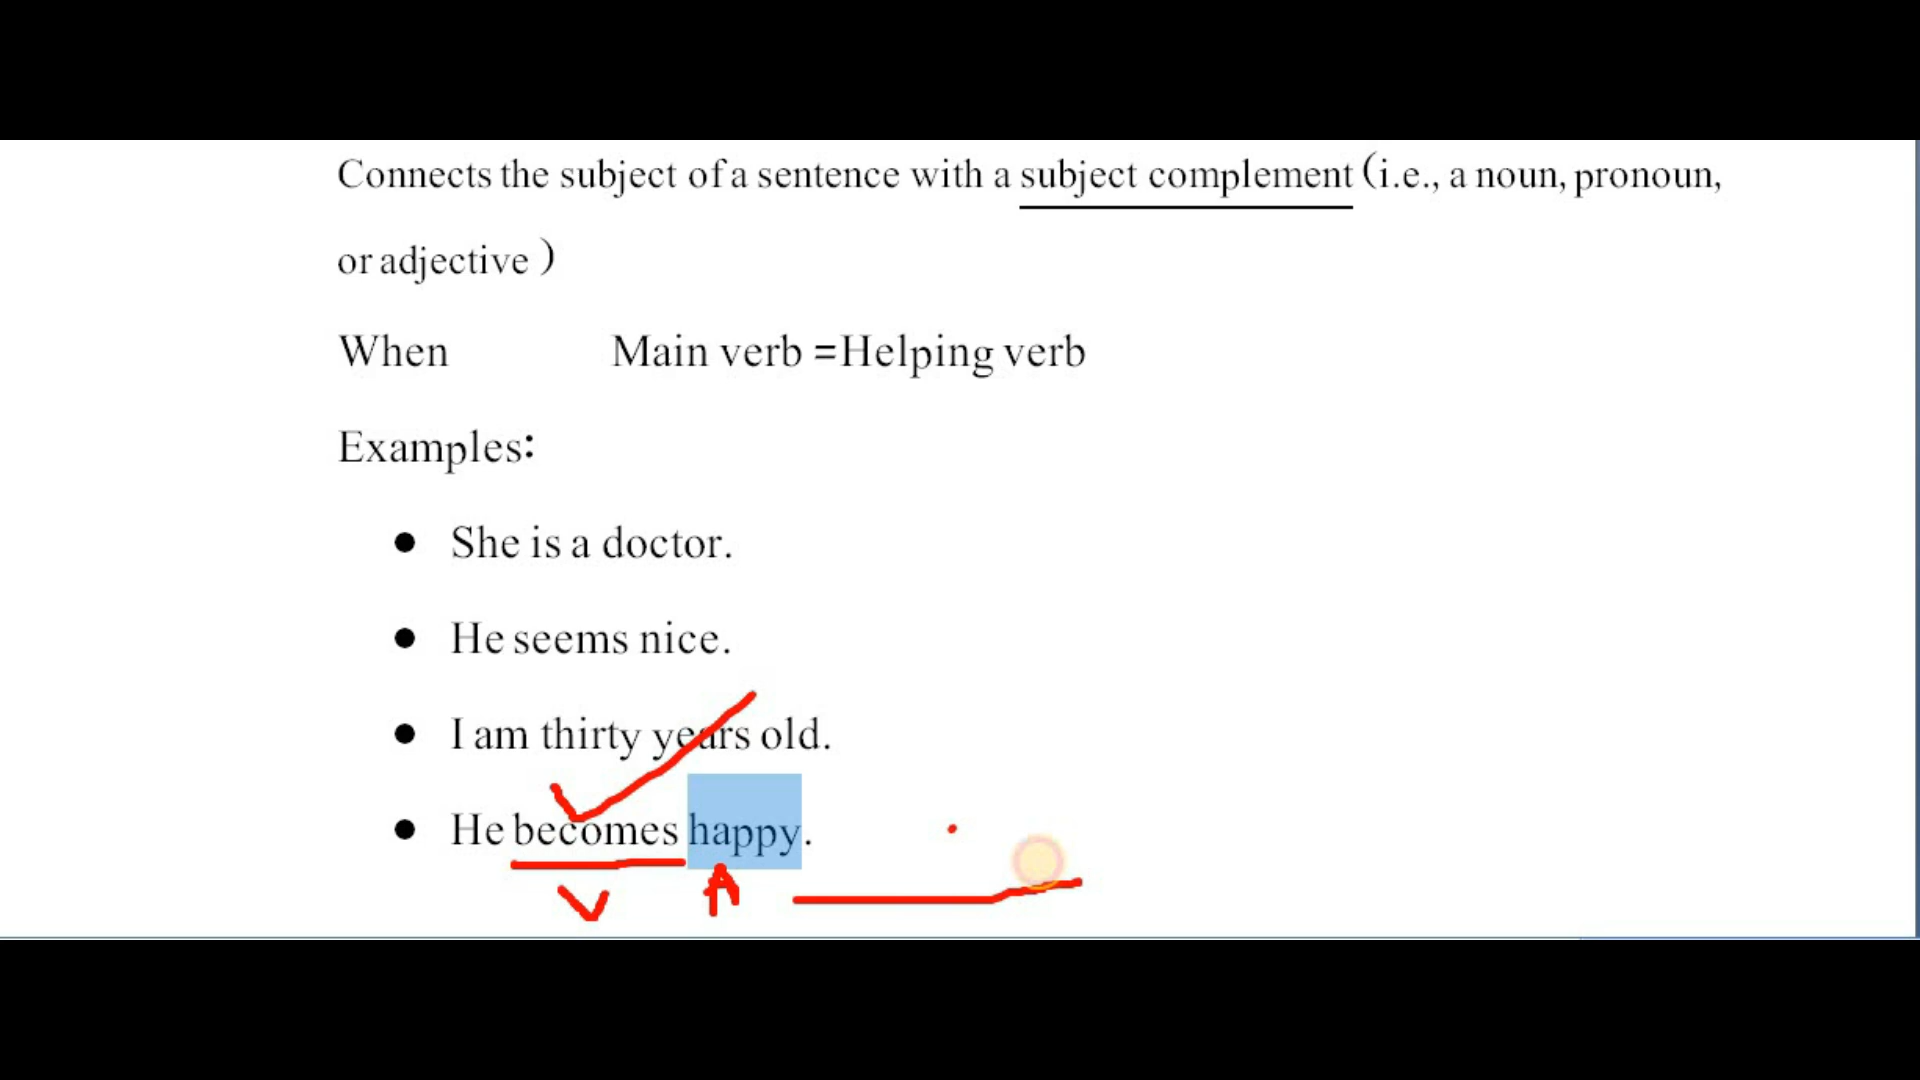 Connects the subject of a sentence with a subject complement (i.e., a noun, pronoun,
or adjective )
When Main verb =Helping verb
Examples:
● She is a doctor.
● He seems nice.
● I am thirty years old.
● He becomes happy.
V A